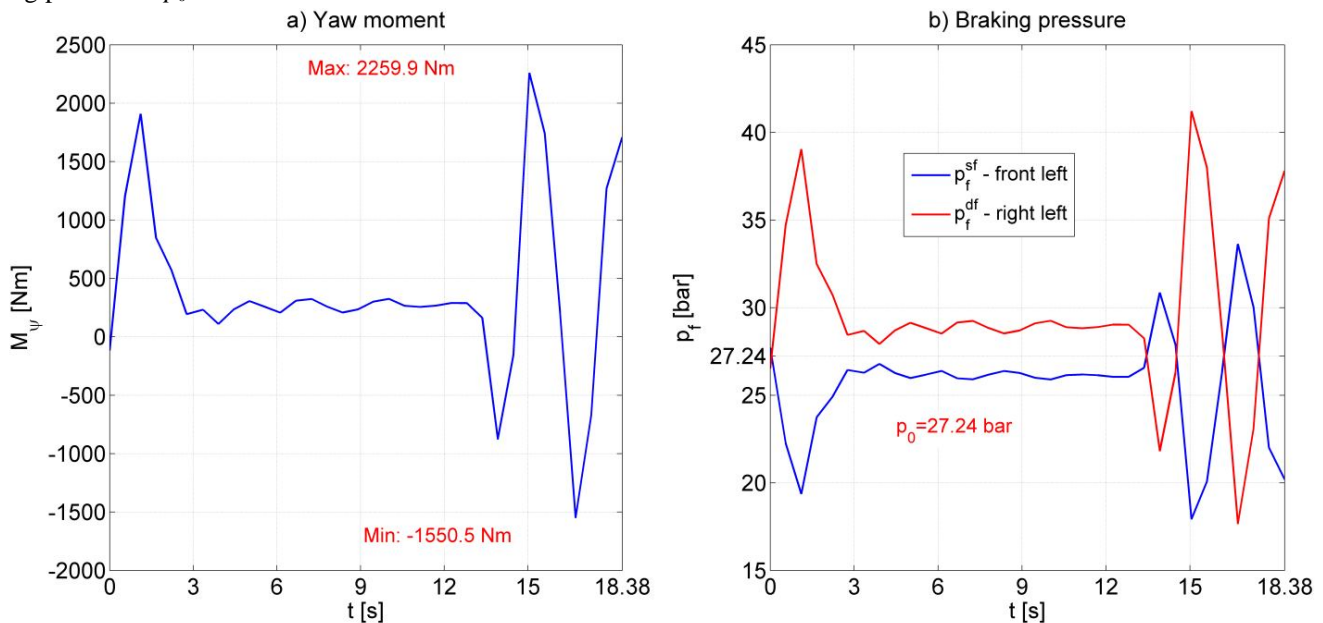 a) Yaw moment
2500
2000
1500
1000
500
0
-500
-1000
-1500
-2000
M_ψ [Nm]
Max: 2259.9 Nm
Min: -1550.5 Nm
0 3 6 9 12 15 18.38
t [s]
b) Braking pressure
45
40
35
30
27.24
25
20
15
p_f [bar]
p_f^sf - front left
p_f^df - right left
p_0=27.24 bar
0 3 6 9 12 15 18.38
t [s]